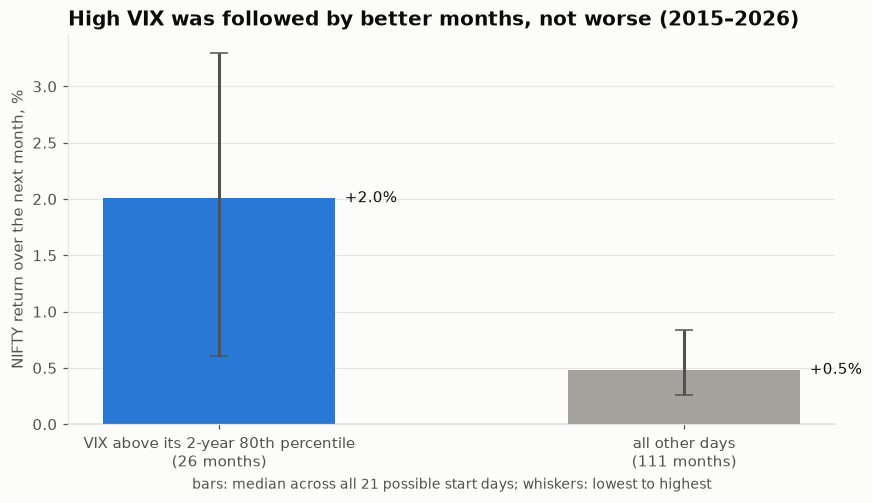 High VIX was followed by better months, not worse (2015–2026)
NIFTY return over the next month, %
3.0
2.5
2.0
1.5
1.0
0.5
0.0
+2.0%
+0.5%
VIX above its 2-year 80th percentile
(26 months)
all other days
(111 months)
bars: median across all 21 possible start days; whiskers: lowest to highest